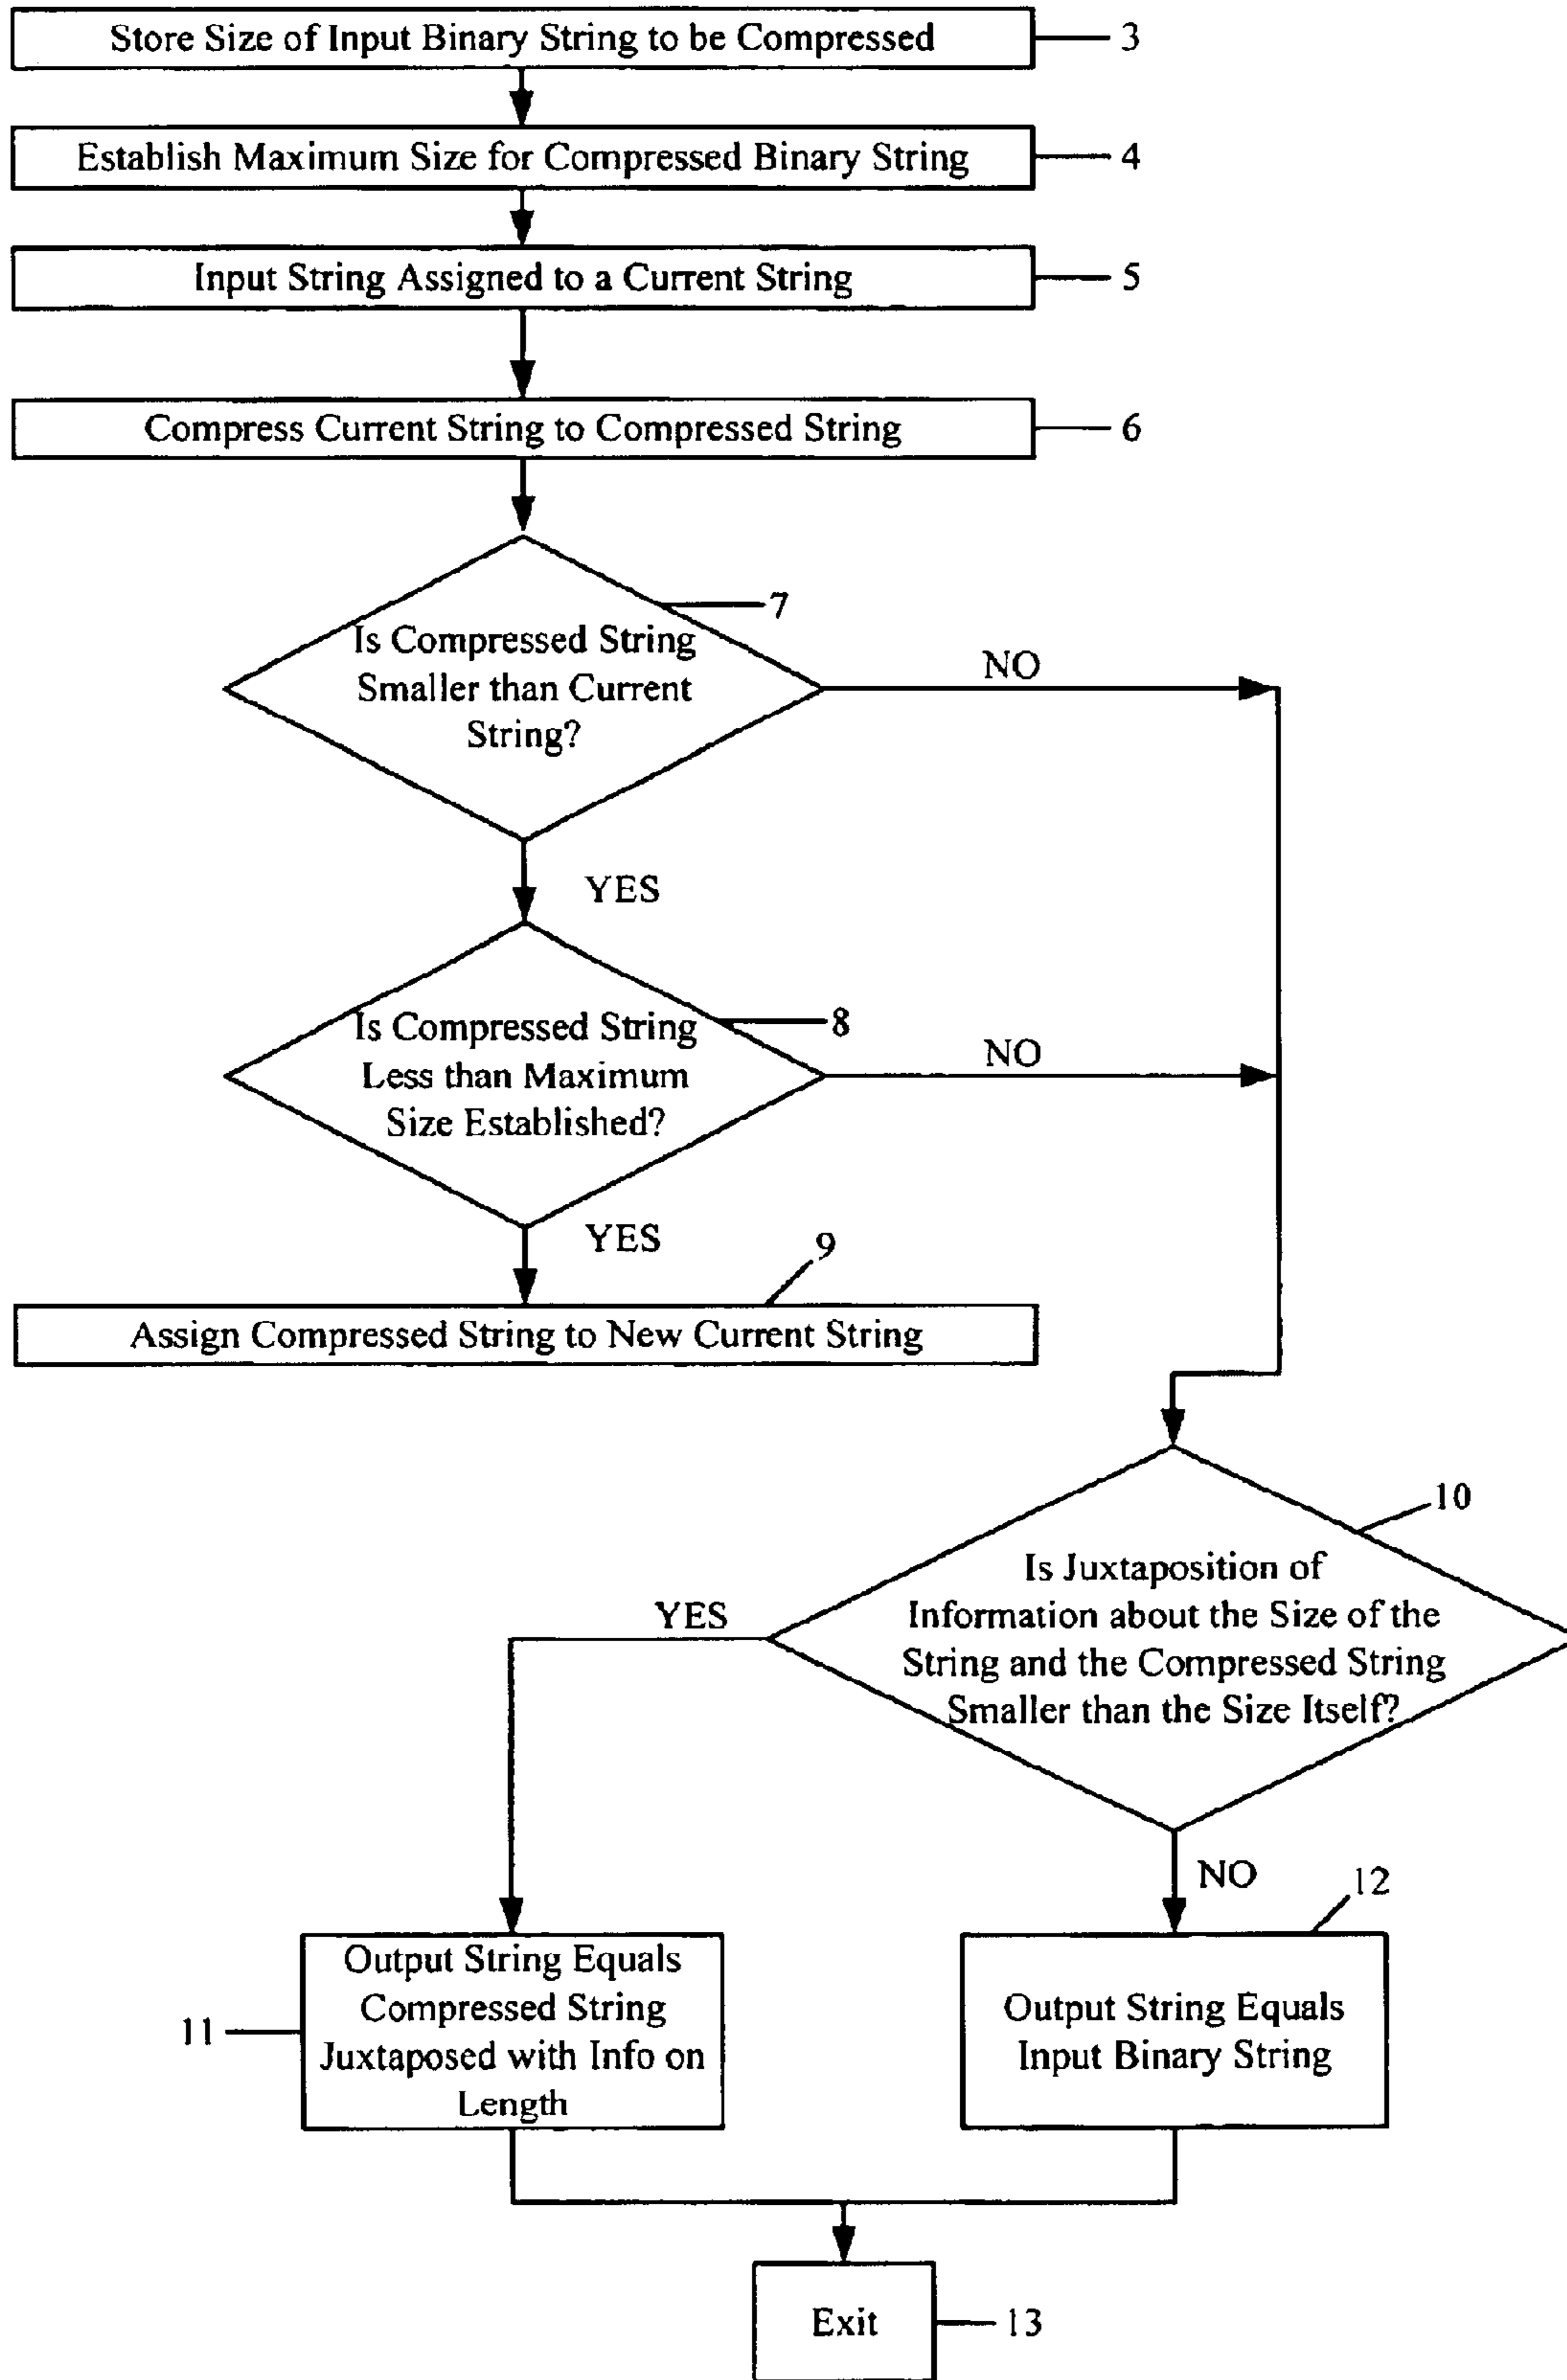 Store Size of Input Binary String to be Compressed
3
Establish Maximum Size for Compressed Binary String
4
Input String Assigned to a Current String
5
Compress Current String to Compressed String
6
7
Is Compressed String
Smaller than Current
String?
NO
YES
8
Is Compressed String
Less than Maximum
Size Established?
NO
YES
9
Assign Compressed String to New Current String
10
Is Juxtaposition of
Information about the Size of the
String and the Compressed String
Smaller than the Size Itself?
YES
NO
12
11
Output String Equals
Compressed String
Juxtaposed with Info on
Length
Output String Equals
Input Binary String
Exit
13